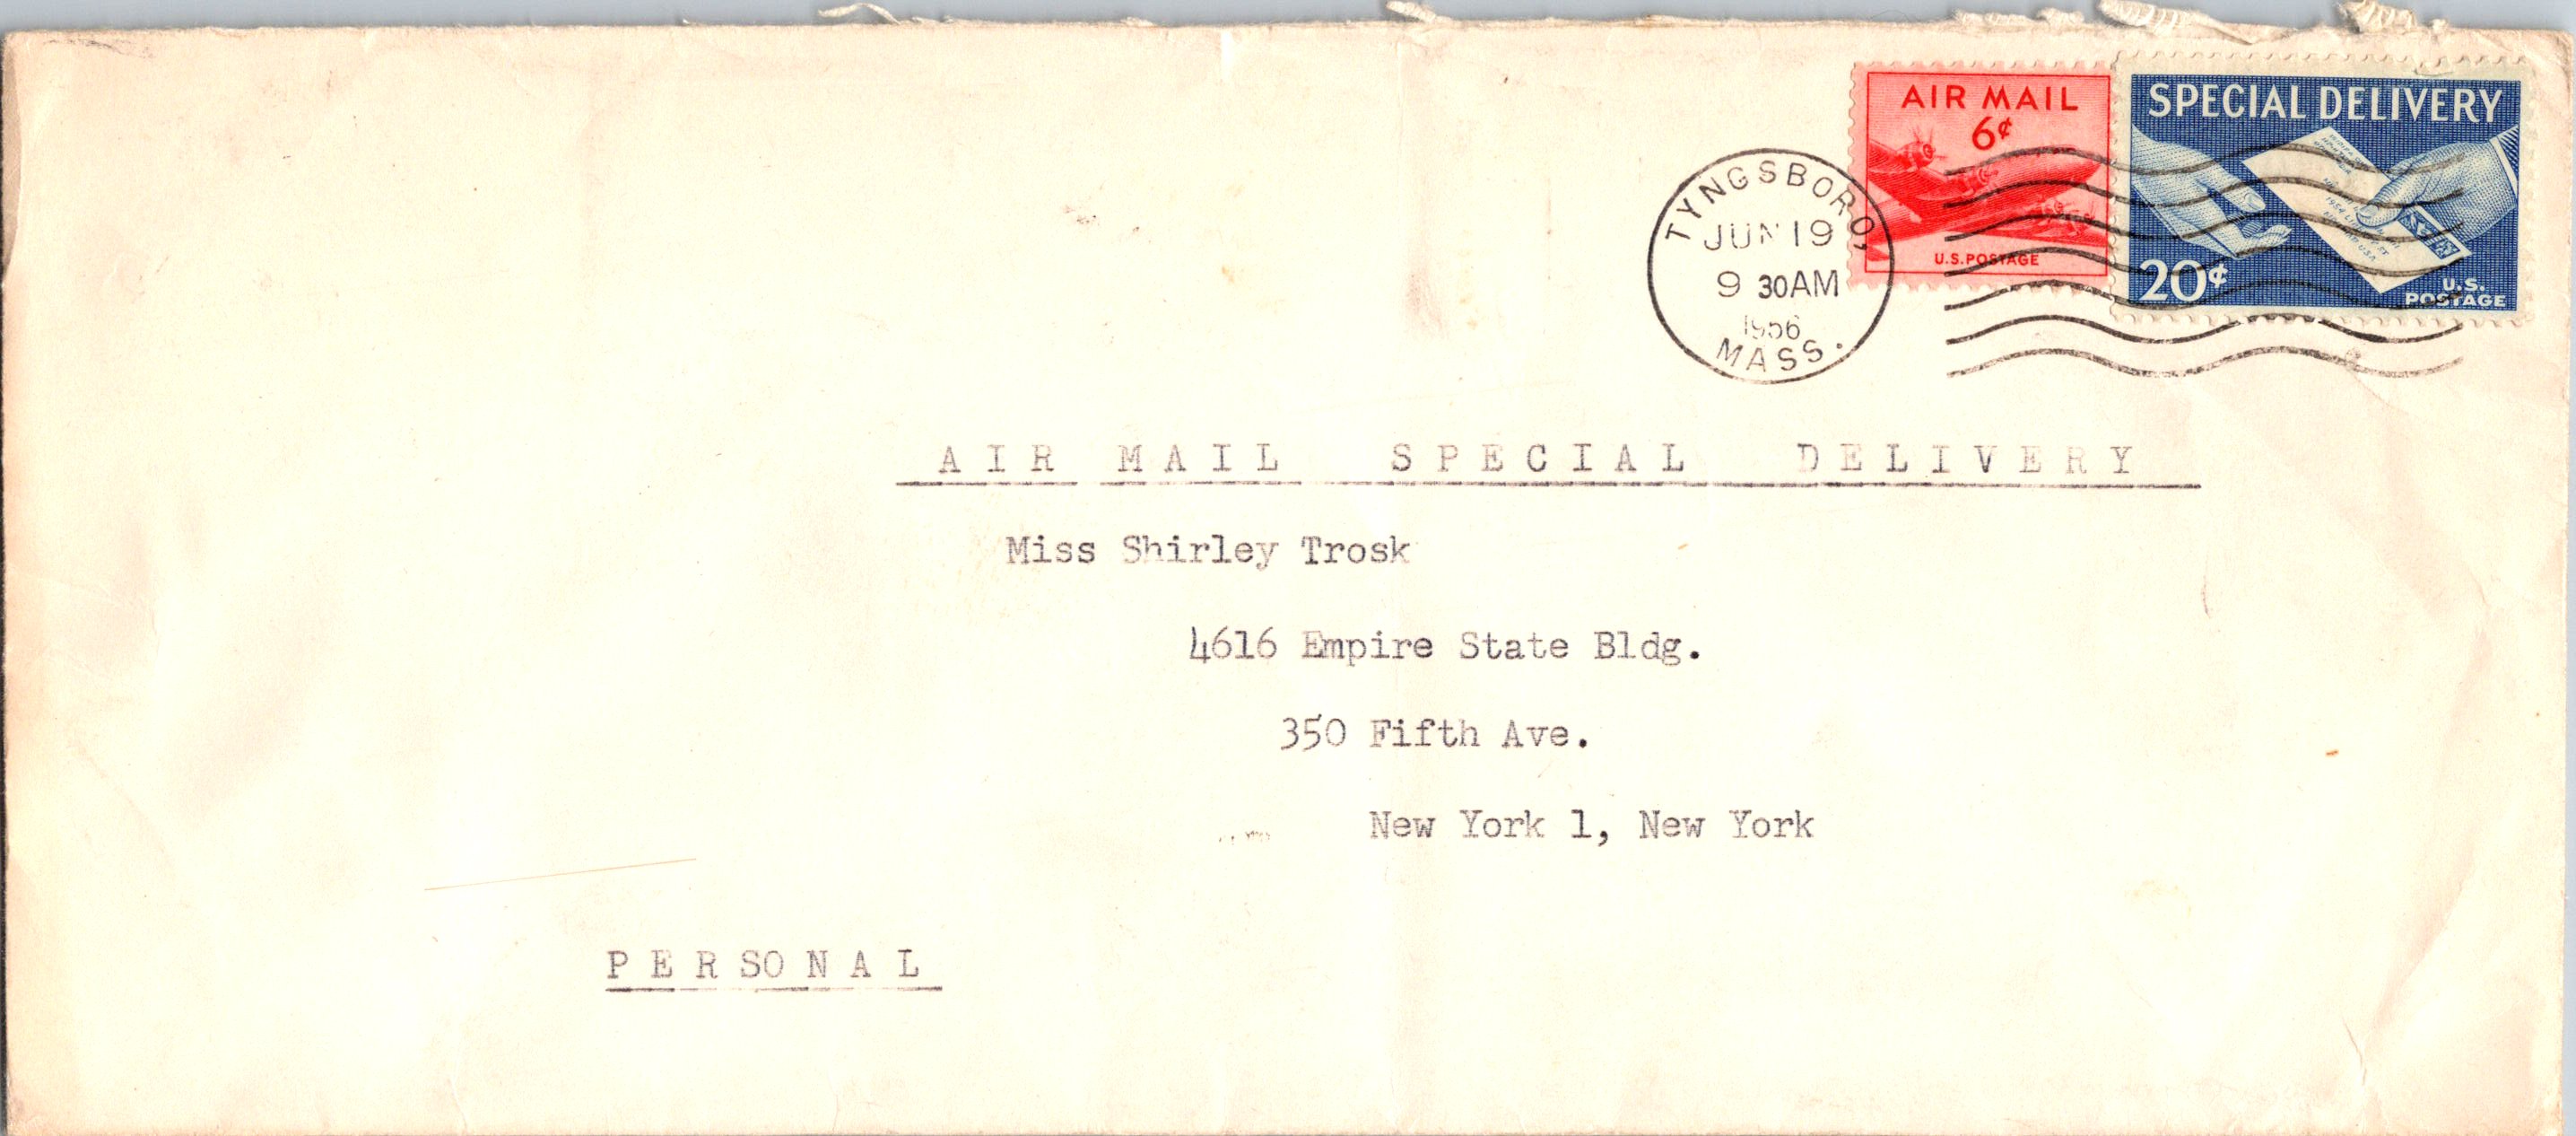 AIR MAIL
6¢
U.S. POSTAGE
SPECIAL DELIVERY
20¢
U.S.
POSTAGE
TYNGSBORO,
JUN 19
9 30AM
1956
MASS.
AIR MAIL SPECIAL DELIVERY
Miss Shirley Trosk
4616 Empire State Bldg.
350 Fifth Ave.
New York 1, New York
PERSONAL